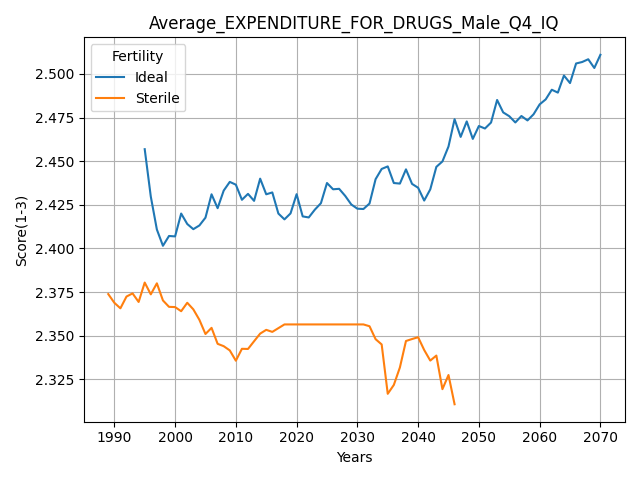 Average_EXPENDITURE_FOR_DRUGS_Male_Q4_IQ
Fertility
Ideal
Sterile
Score(1-3)
2.500
2.475
2.450
2.425
2.400
2.375
2.350
2.325
1990 2000 2010 2020 2030 2040 2050 2060 2070
Years